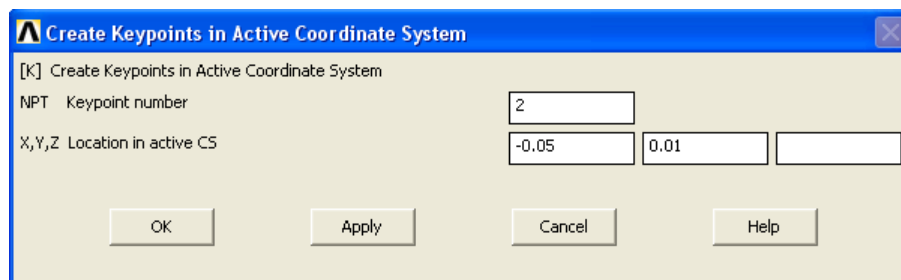 Create Keypoints in Active Coordinate System
[K] Create Keypoints in Active Coordinate System
NPT Keypoint number 2
X,Y,Z Location in active CS -0.05 0.01
OK Apply Cancel Help